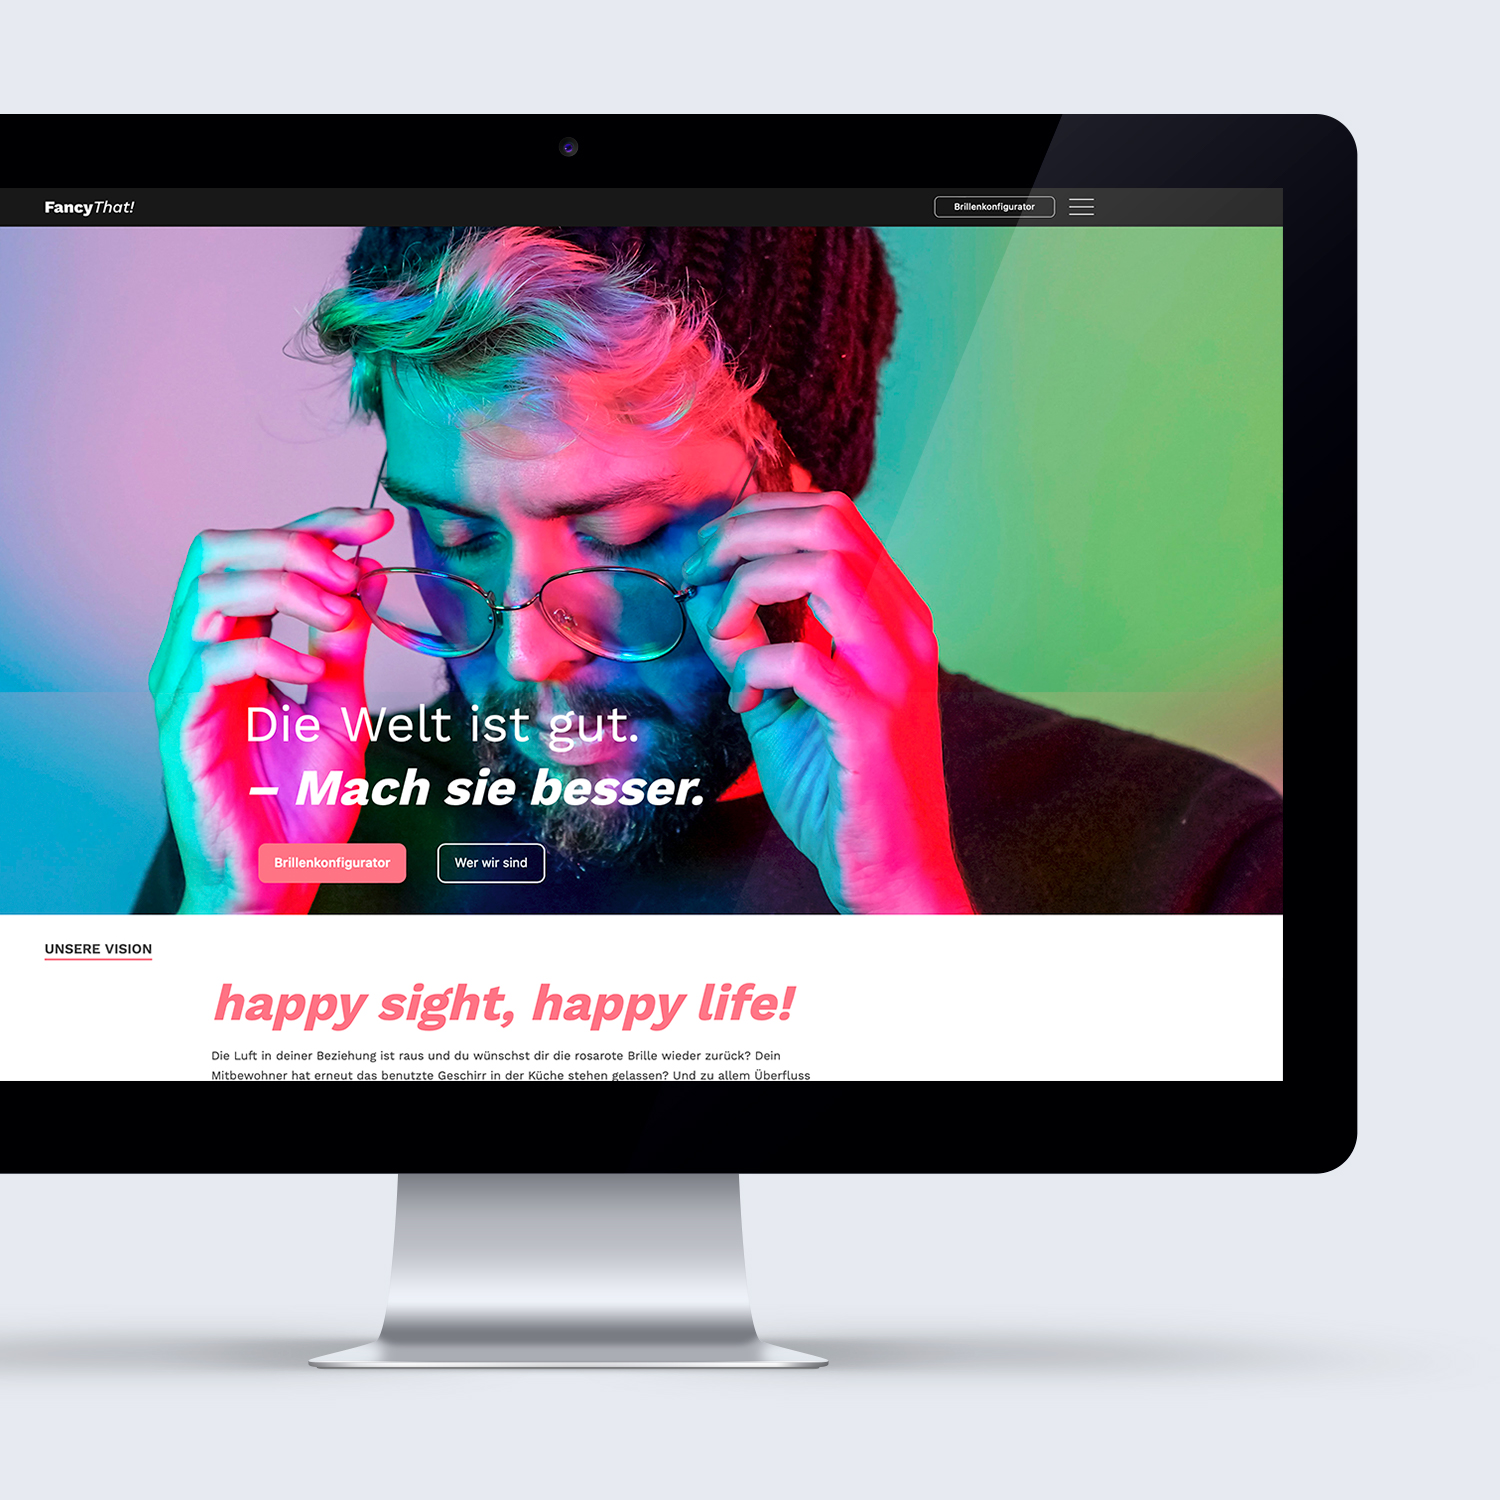 FancyThat!
Brillenkonfigurator
Die Welt ist gut.
– Mach sie besser.
Brillenkonfigurator
Wer wir sind
UNSERE VISION
happy sight, happy life!
Die Luft in deiner Beziehung ist raus und du wünschst dir die rosarote Brille wieder zurück? Dein
Mitbewohner hat erneut das benutzte Geschirr in der Küche stehen gelassen? Und zu allem Überfluss